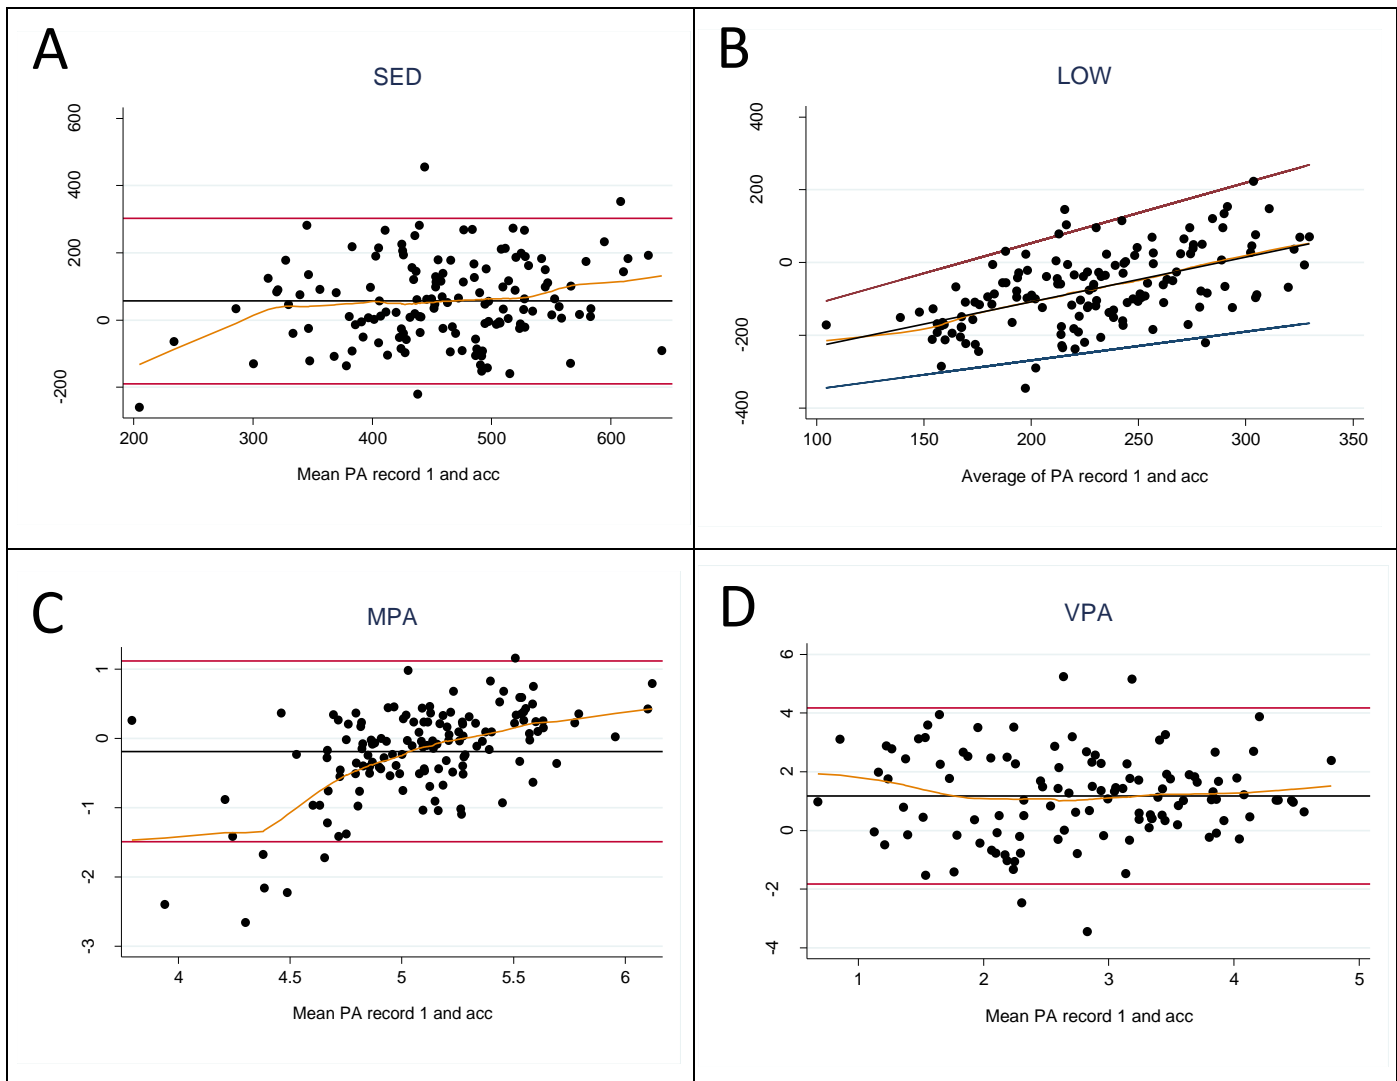 A
SED
600
400
200
0
-200
200 300 400 500 600
Mean PA record 1 and acc
B
LOW
400
200
0
-200
-400
100 150 200 250 300 350
Average of PA record 1 and acc
C
MPA
1
0
-1
-2
-3
4 4.5 5 5.5 6
Mean PA record 1 and acc
D
VPA
6
4
2
0
-2
-4
1 2 3 4 5
Mean PA record 1 and acc